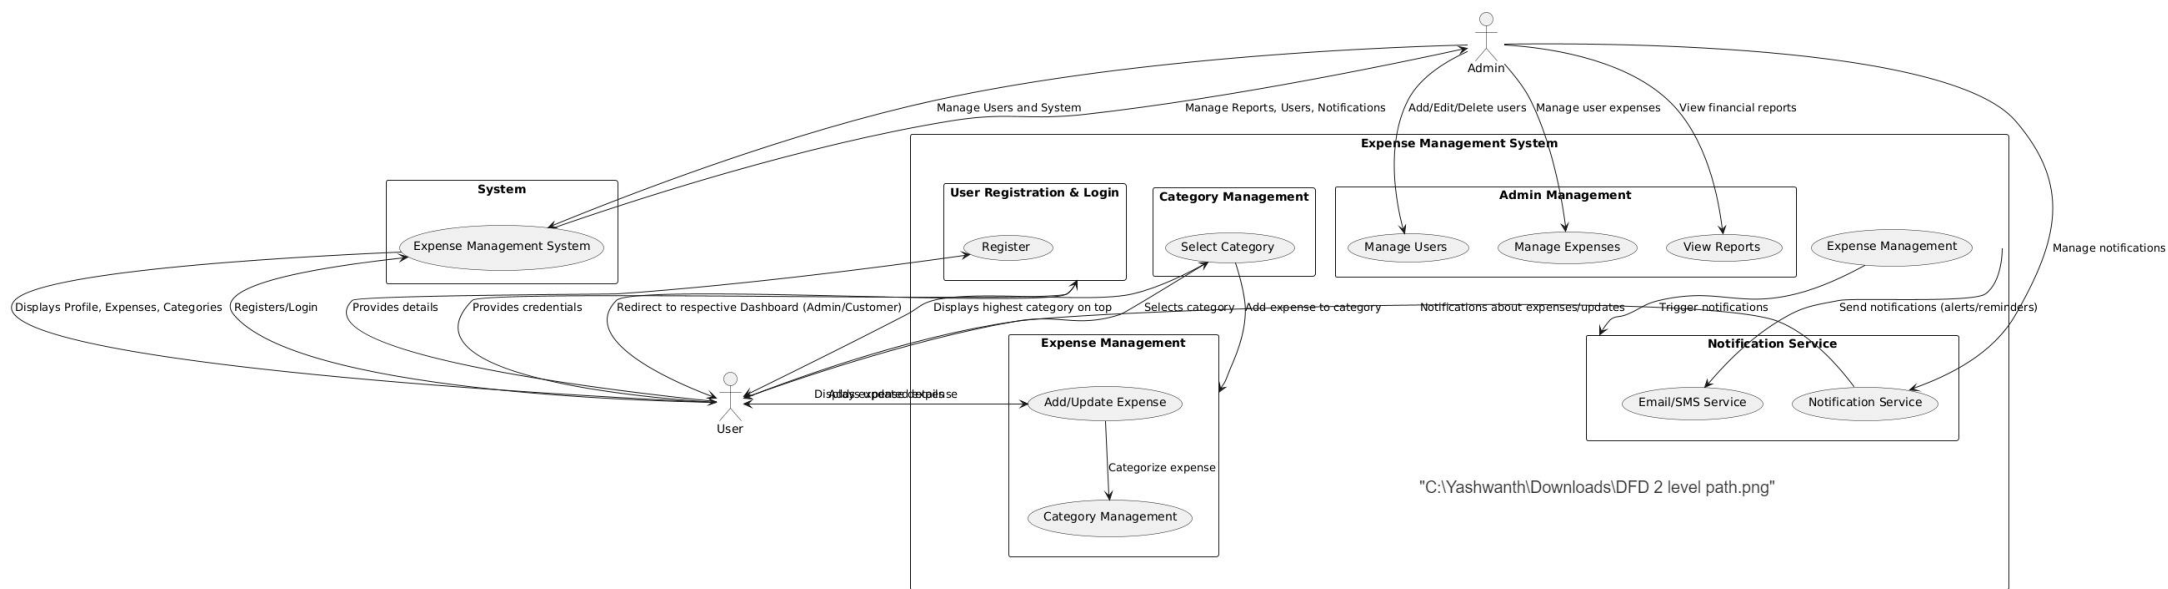 Admin
Manage Users and System
Manage Reports, Users, Notifications
Add/Edit/Delete users
Manage user expenses
View financial reports
Expense Management System
System
User Registration & Login
Category Management
Admin Management
Expense Management System
Register
Select Category
Manage Users
Manage Expenses
View Reports
Expense Management
Manage notifications
Displays Profile, Expenses, Categories
Registers/Login
Provides details
Provides credentials
Redirect to respective Dashboard (Admin/Customer)
Displays highest category on top
Selects category
Add expense to category
Notifications about expenses/updates
Trigger notifications
Send notifications (alerts/reminders)
Expense Management
Notification Service
User
Displays updated details
Adds expense
Add/Update Expense
Email/SMS Service
Notification Service
Categorize expense
Category Management
"C:\Yashwanth\Downloads\DFD 2 level path.png"